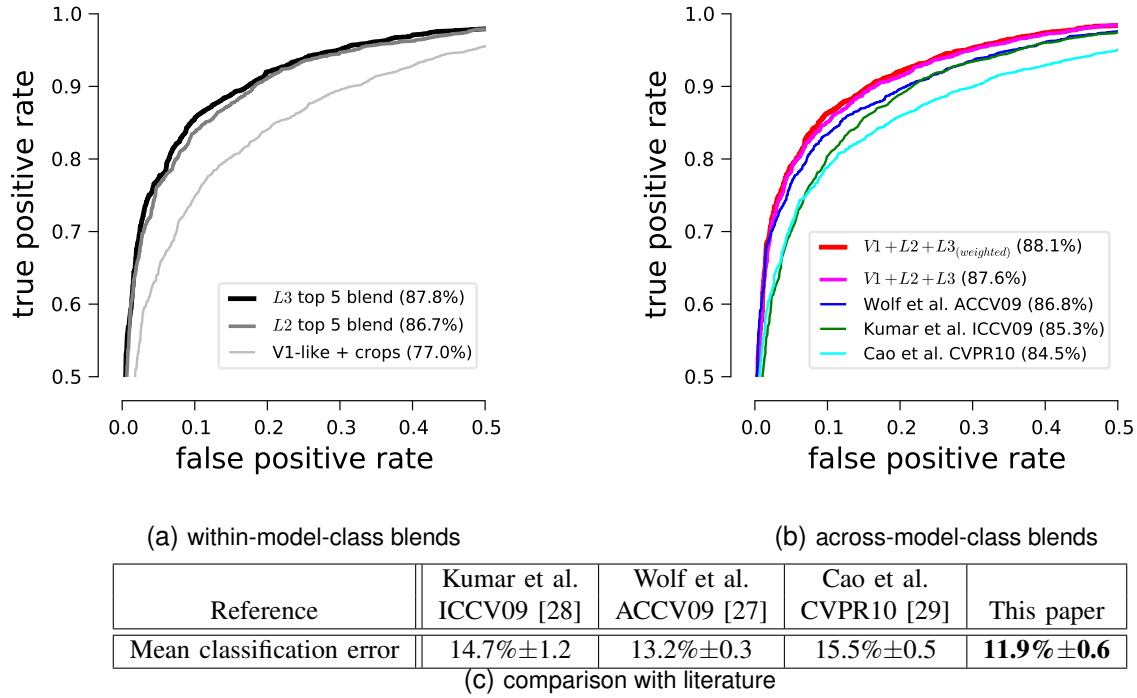 1.0
0.9
0.8
0.7
0.6
0.5
true positive rate
L3 top 5 blend (87.8%)
L2 top 5 blend (86.7%)
V1-like + crops (77.0%)
0.0 0.1 0.2 0.3 0.4 0.5
false positive rate
(a) within-model-class blends
1.0
0.9
0.8
0.7
0.6
0.5
true positive rate
V1+L2+L3(weighted) (88.1%)
V1+L2+L3 (87.6%)
Wolf et al. ACCV09 (86.8%)
Kumar et al. ICCV09 (85.3%)
Cao et al. CVPR10 (84.5%)
0.0 0.1 0.2 0.3 0.4 0.5
false positive rate
(b) across-model-class blends
Kumar et al. Wolf et al. Cao et al.
Reference ICCV09 [28] ACCV09 [27] CVPR10 [29] This paper
Mean classification error 14.7%±1.2 13.2%±0.3 15.5%±0.5 11.9%±0.6
(c) comparison with literature